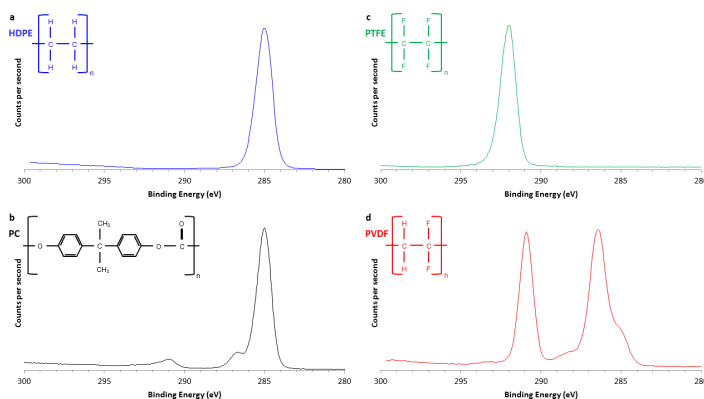 a
HDPE
H H
C C
H H
n
Counts per second
300 295 290 285 280
Binding Energy (eV)
c
PTFE
F F
C C
F F
n
Counts per second
300 295 290 285 280
Binding Energy (eV)
b
PC
CH₃ O
O C O C
CH₃
n
Counts per second
300 295 290 285 280
Binding Energy (eV)
d
PVDF
H F
C C
H F
n
Counts per second
300 295 290 285 280
Binding Energy (eV)